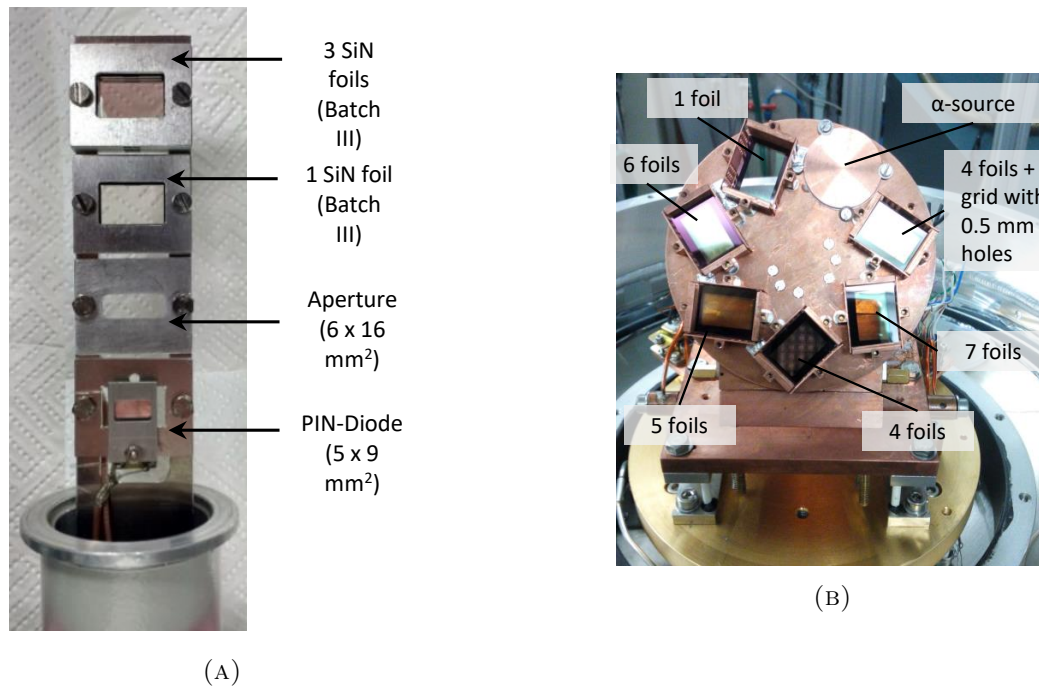 3 SiN
foils
(Batch
III)
1 SiN foil
(Batch
III)
Aperture
(6 x 16
mm²)
PIN-Diode
(5 x 9
mm²)
(A)
1 foil
α-source
6 foils
4 foils +
grid with
0.5 mm
holes
7 foils
5 foils
4 foils
(B)